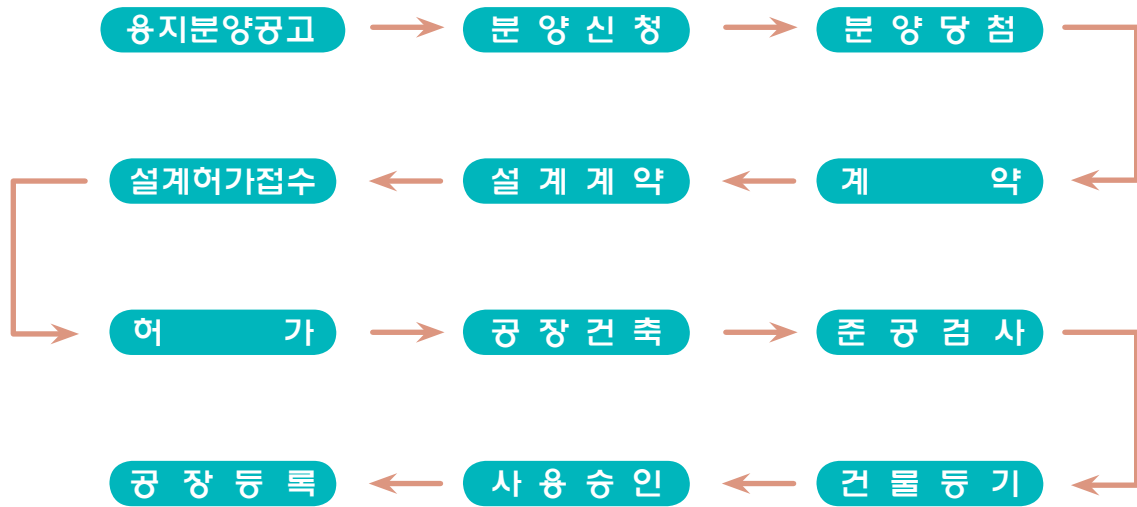 용지분양공고
분양신청
분양당첨
계약
설계계약
설계허가접수
허가
공장건축
준공검사
건물등기
사용승인
공장등록